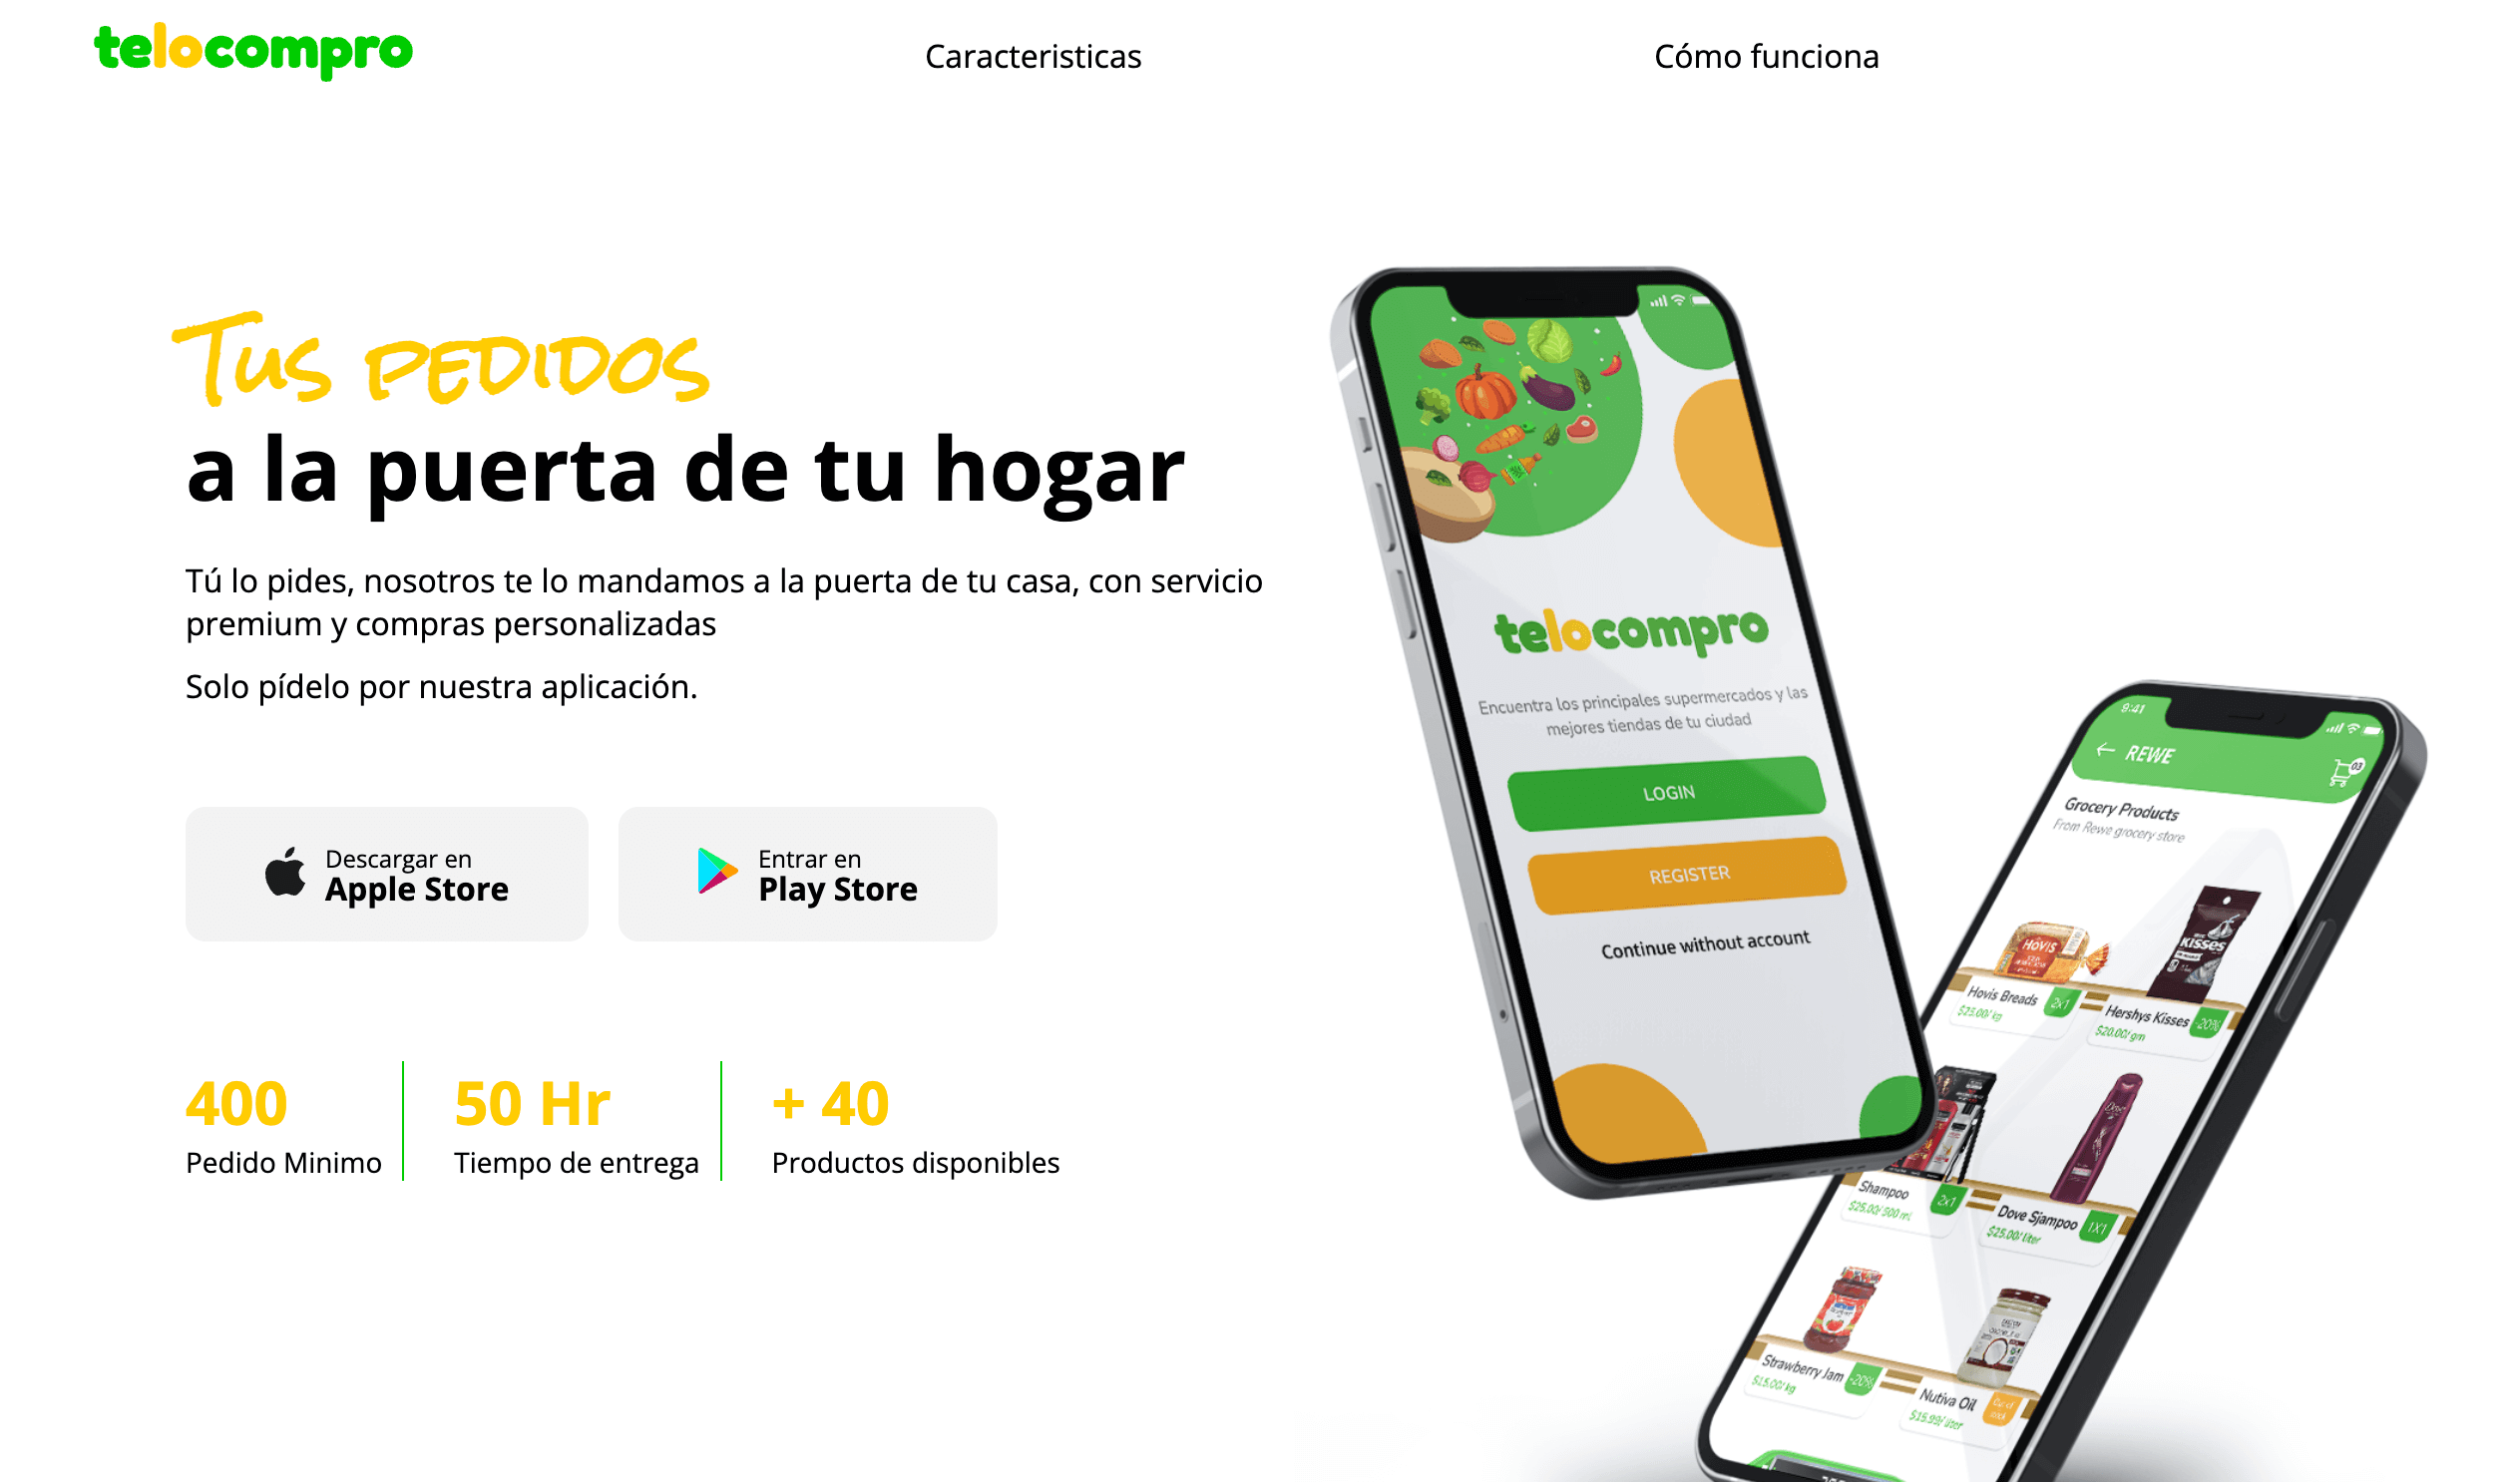 telocompro
Caracteristicas
Cómo funciona
Tus pedidos
a la puerta de tu hogar
Tú lo pides, nosotros te lo mandamos a la puerta de tu casa, con servicio
premium y compras personalizadas
Solo pídelo por nuestra aplicación.
Descargar en
Apple Store
Entrar en
Play Store
400
Pedido Minimo
50 Hr
Tiempo de entrega
+ 40
Productos disponibles
telocompro
Encuentra los principales supermercados y las
mejores tiendas de tu ciudad
LOGIN
REGISTER
Continue without account
9:41
REWE
03
Grocery Products
From Rewe grocery store
HOVIS
KISSES
Hovis Breads
2x1
$23.00/ kg
Hershys Kisses
-20%
$20.00/ gm
Dove
Shampoo
2x1
$25.00/ 500 ml
Dove Sjampoo
1X1
$25.00/ liter
Strawberry Jam
-20%
$15.00/ kg
Nutiva Oil
$15.99/ liter